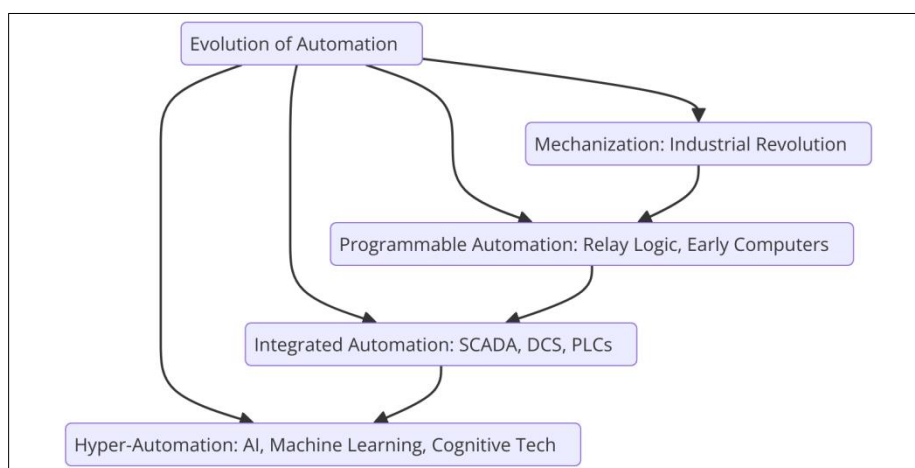 Evolution of Automation
Mechanization: Industrial Revolution
Programmable Automation: Relay Logic, Early Computers
Integrated Automation: SCADA, DCS, PLCs
Hyper-Automation: AI, Machine Learning, Cognitive Tech